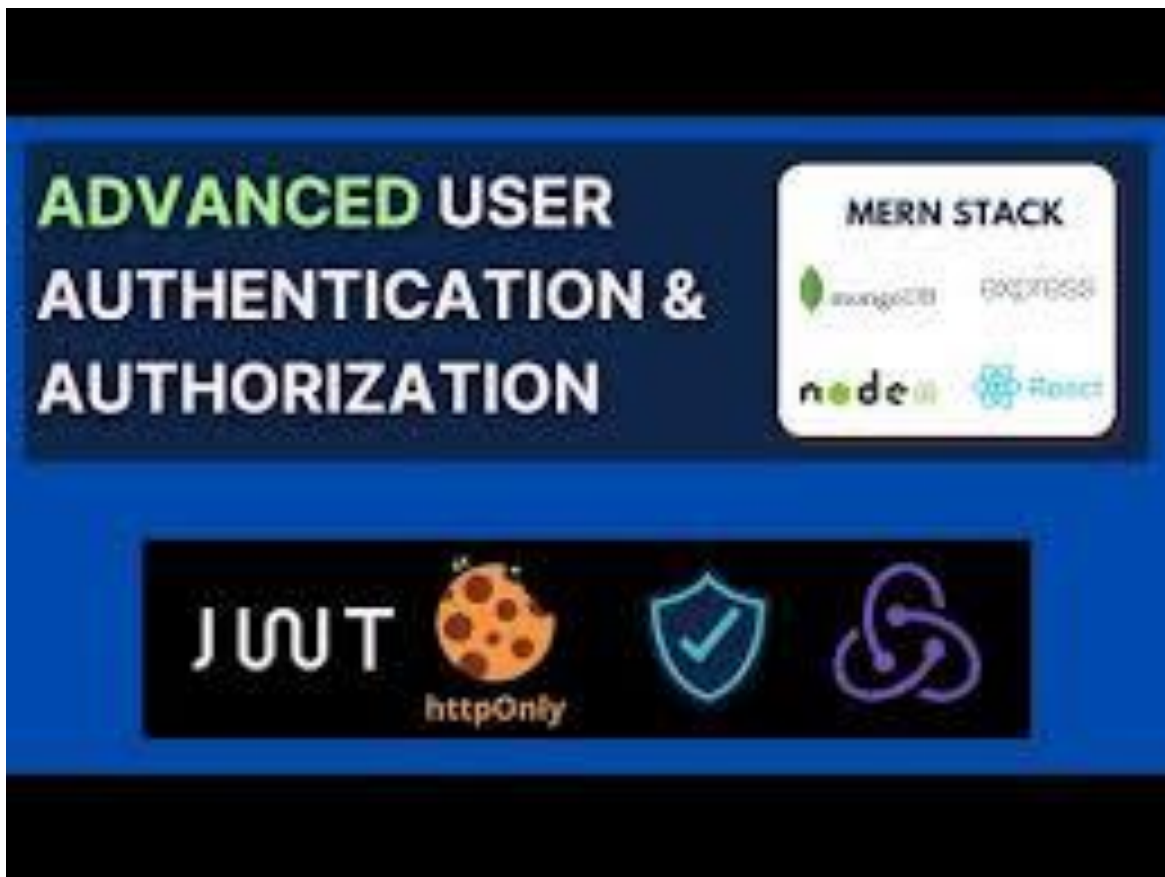 ADVANCED USER
AUTHENTICATION &
AUTHORIZATION
MERN STACK
mongoDB
express
node
React
JWT
httpOnly